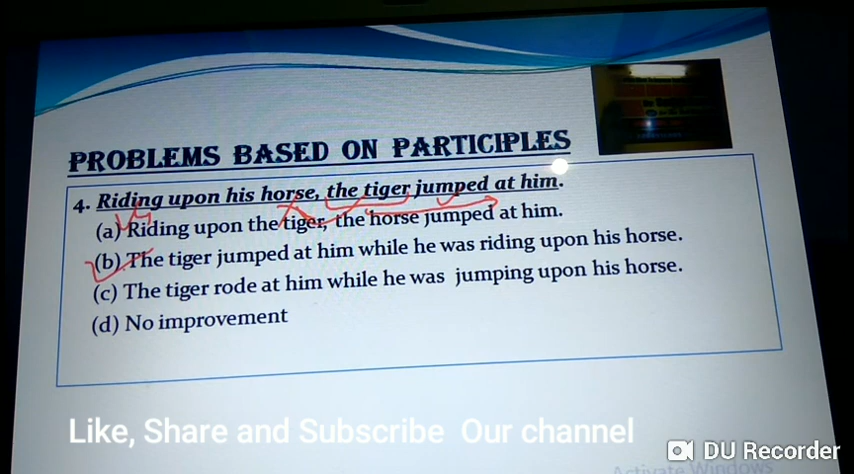 PROBLEMS BASED ON PARTICIPLES
4. Riding upon his horse, the tiger jumped at him.
(a) Riding upon the tiger, the horse jumped at him.
(b) The tiger jumped at him while he was riding upon his horse.
(c) The tiger rode at him while he was jumping upon his horse.
(d) No improvement
Like, Share and Subscribe Our channel
DU Recorder
Activate Windows